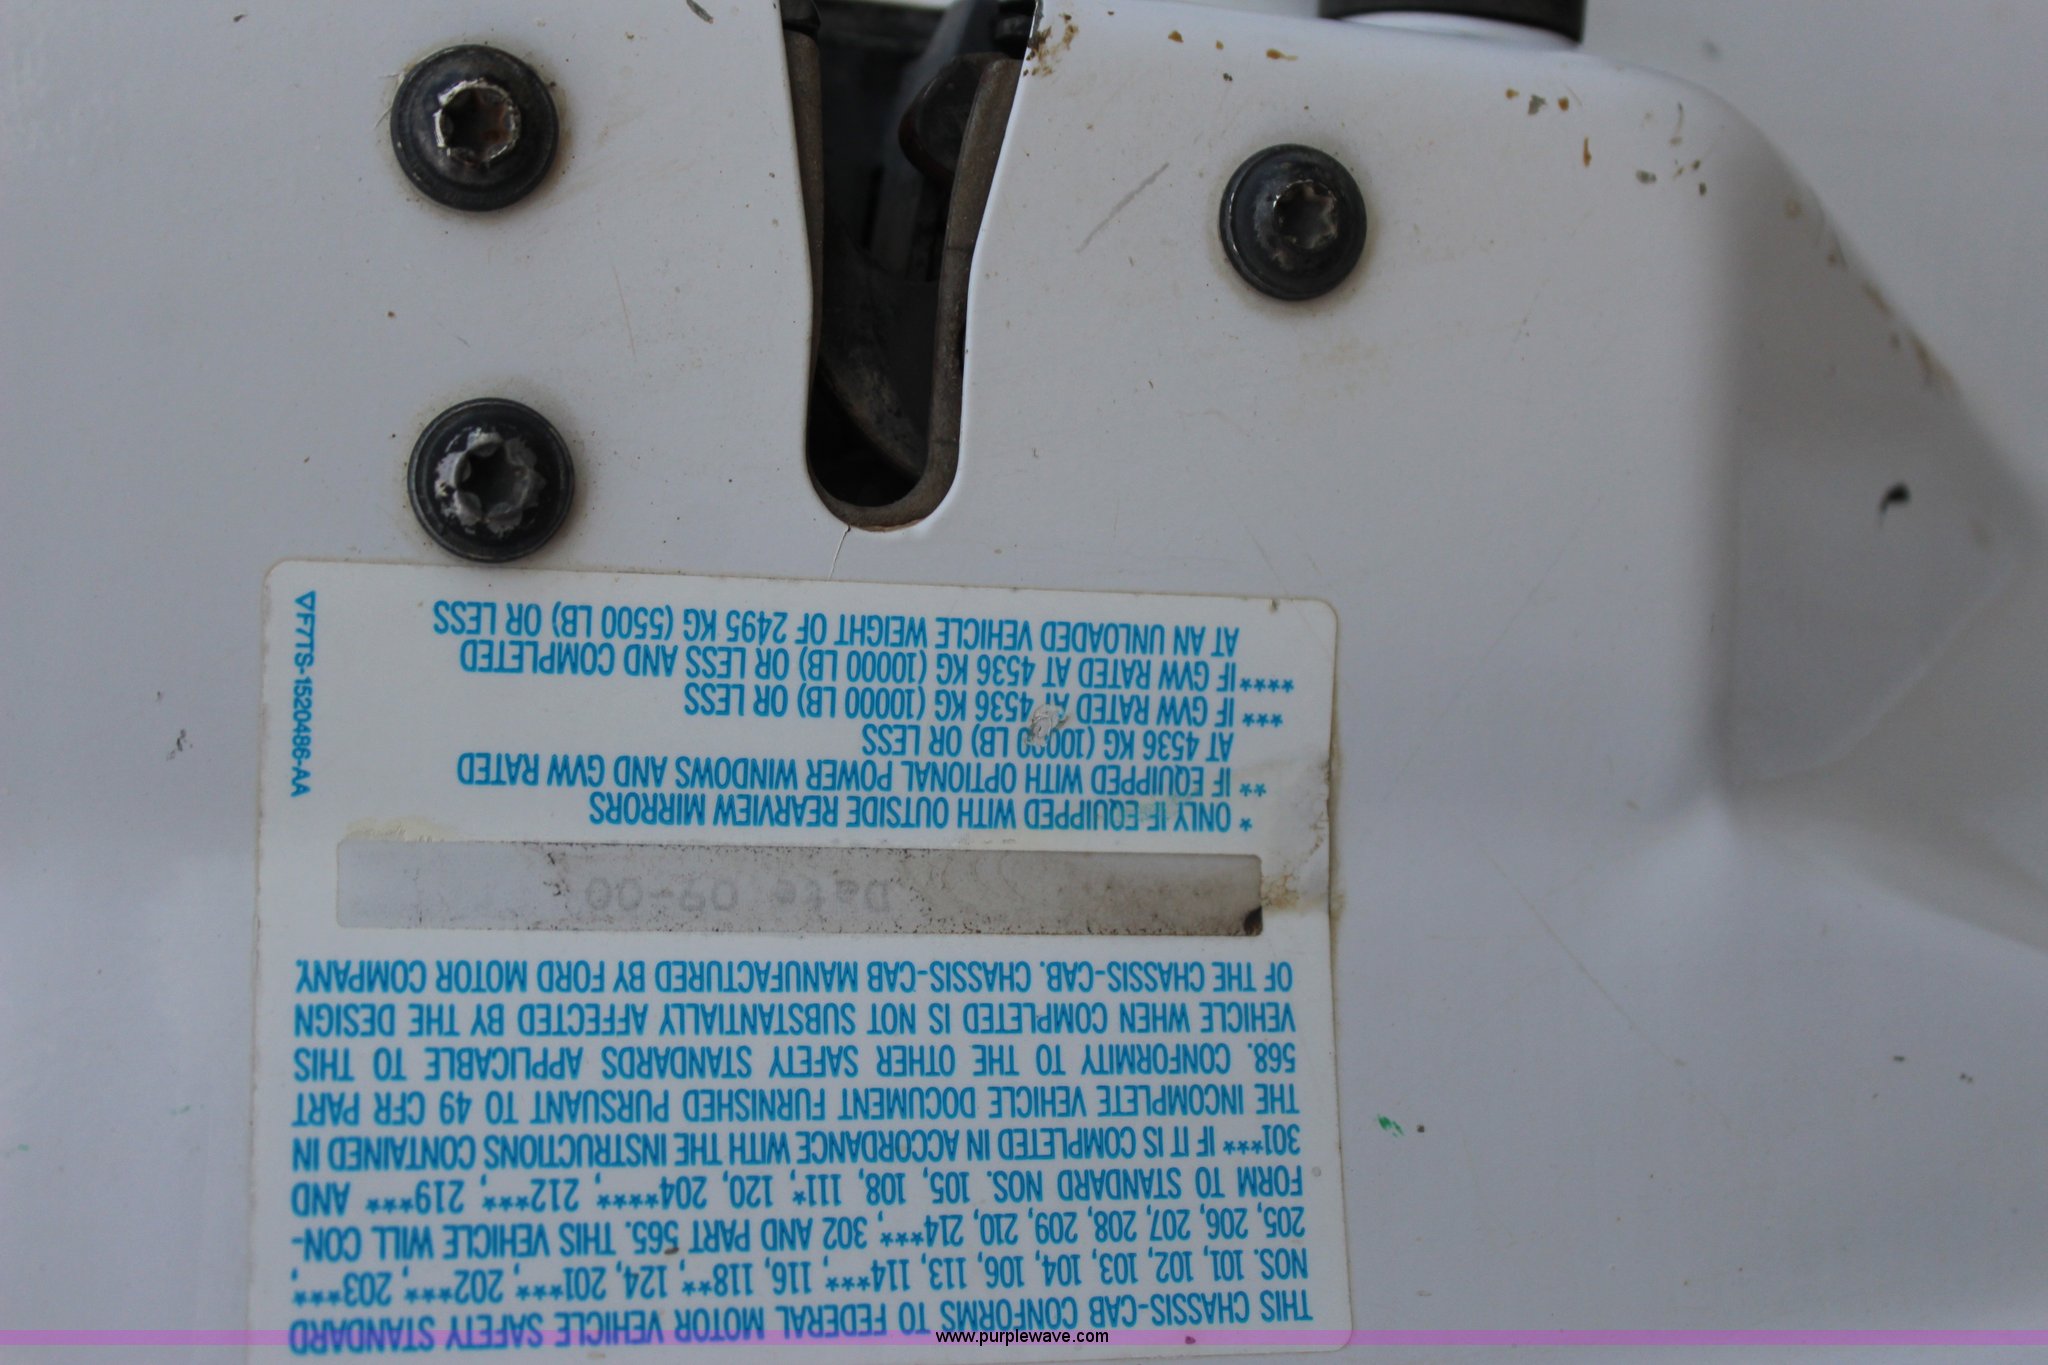 THIS CHASSIS-CAB CONFORMS TO FEDERAL MOTOR VEHICLE SAFETY STANDARD
NOS. 101, 102, 103, 104, 106, 113, 114***, 116, 118**, 124, 201***, 202***, 203***,
205, 206, 207, 208, 209, 210, 214***, 302 AND PART 565. THIS VEHICLE WILL CON-
FORM TO STANDARD NOS. 105, 108, 111*, 120, 204****, 212***, 219*** AND
301*** IF IT IS COMPLETED IN ACCORDANCE WITH THE INSTRUCTIONS CONTAINED IN
THE INCOMPLETE VEHICLE DOCUMENT FURNISHED PURSUANT TO 49 CFR PART
568. CONFORMITY TO THE OTHER SAFETY STANDARDS APPLICABLE TO THIS
VEHICLE WHEN COMPLETED IS NOT SUBSTANTIALLY AFFECTED BY THE DESIGN
OF THE CHASSIS-CAB. CHASSIS-CAB MANUFACTURED BY FORD MOTOR COMPANY.
Date 09-00
* ONLY IF EQUIPPED WITH OUTSIDE REARVIEW MIRRORS
** IF EQUIPPED WITH OPTIONAL POWER WINDOWS AND GVW RATED
AT 4536 KG (10000 LB) OR LESS
*** IF GVW RATED AT 4536 KG (10000 LB) OR LESS
**** IF GVW RATED AT 4536 KG (10000 LB) OR LESS AND COMPLETED
AT AN UNLOADED VEHICLE WEIGHT OF 2495 KG (5500 LB) OR LESS
∇F7TS-1520486-AA
www.purplewave.com